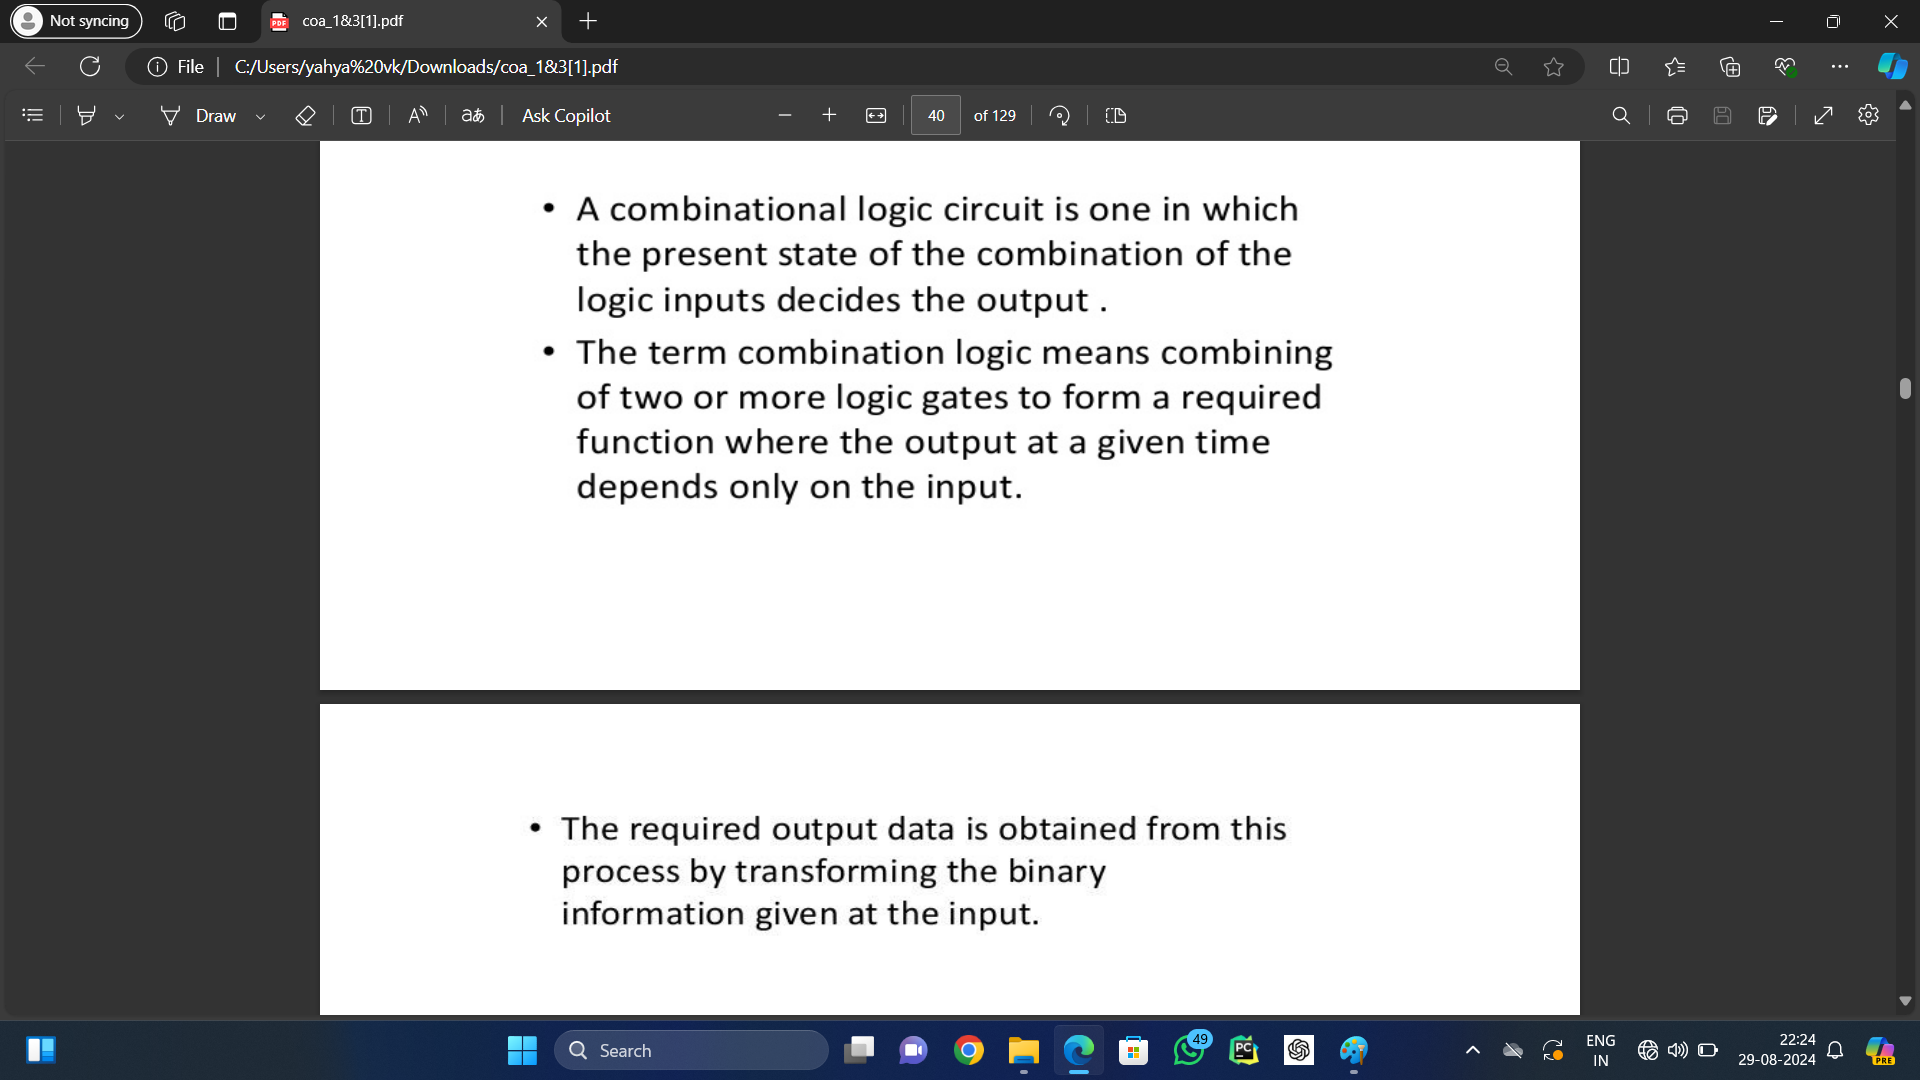 Not syncing
coa_1&3[1].pdf
File
C:/Users/yahya%20vk/Downloads/coa_1&3[1].pdf
Draw
Ask Copilot
40 of 129
• A combinational logic circuit is one in which
the present state of the combination of the
logic inputs decides the output .
• The term combination logic means combining
of two or more logic gates to form a required
function where the output at a given time
depends only on the input.
• The required output data is obtained from this
process by transforming the binary
information given at the input.
Search
49
ENG
IN
22:24
29-08-2024
PRE